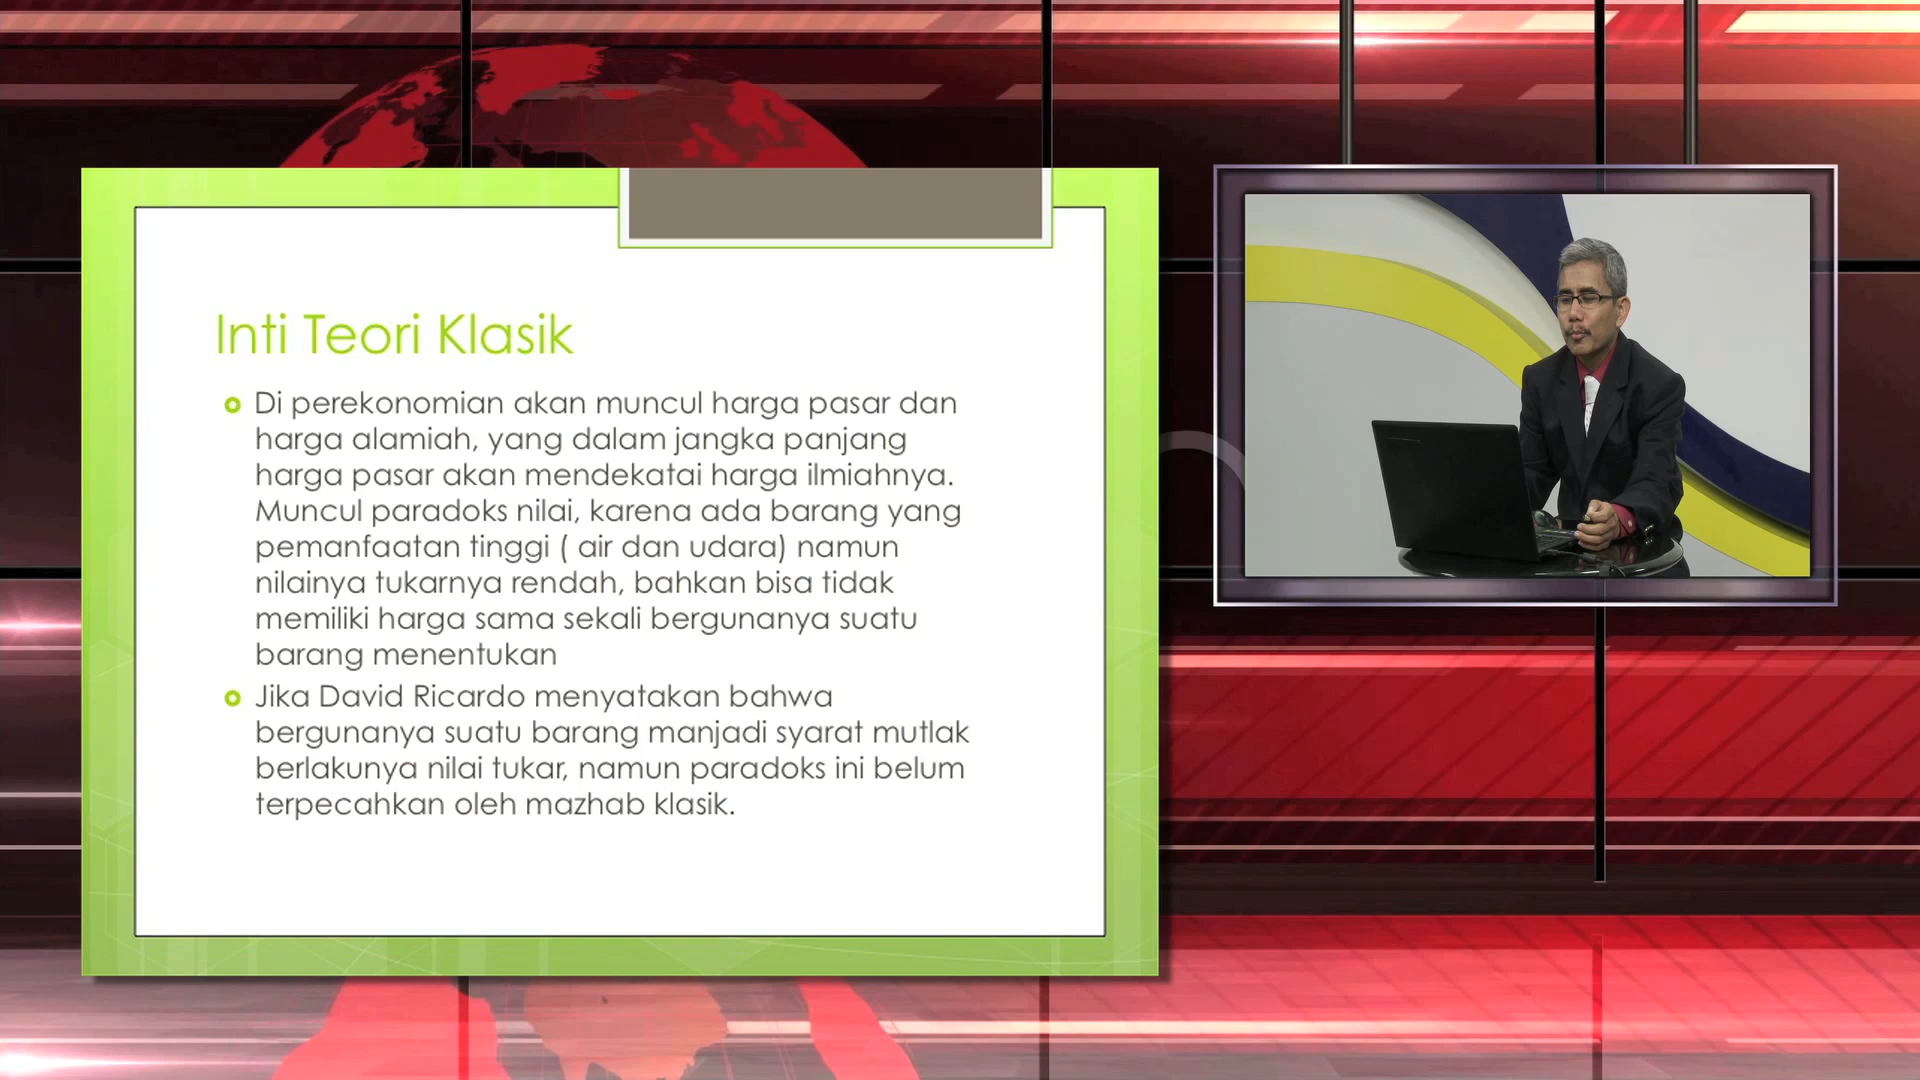 Inti Teori Klasik
Di perekonomian akan muncul harga pasar dan
harga alamiah, yang dalam jangka panjang
harga pasar akan mendekatai harga ilmiahnya.
Muncul paradoks nilai, karena ada barang yang
pemanfaatan tinggi ( air dan udara) namun
nilainya tukarnya rendah, bahkan bisa tidak
memiliki harga sama sekali bergunanya suatu
barang menentukan
Jika David Ricardo menyatakan bahwa
bergunanya suatu barang manjadi syarat mutlak
berlakunya nilai tukar, namun paradoks ini belum
terpecahkan oleh mazhab klasik.